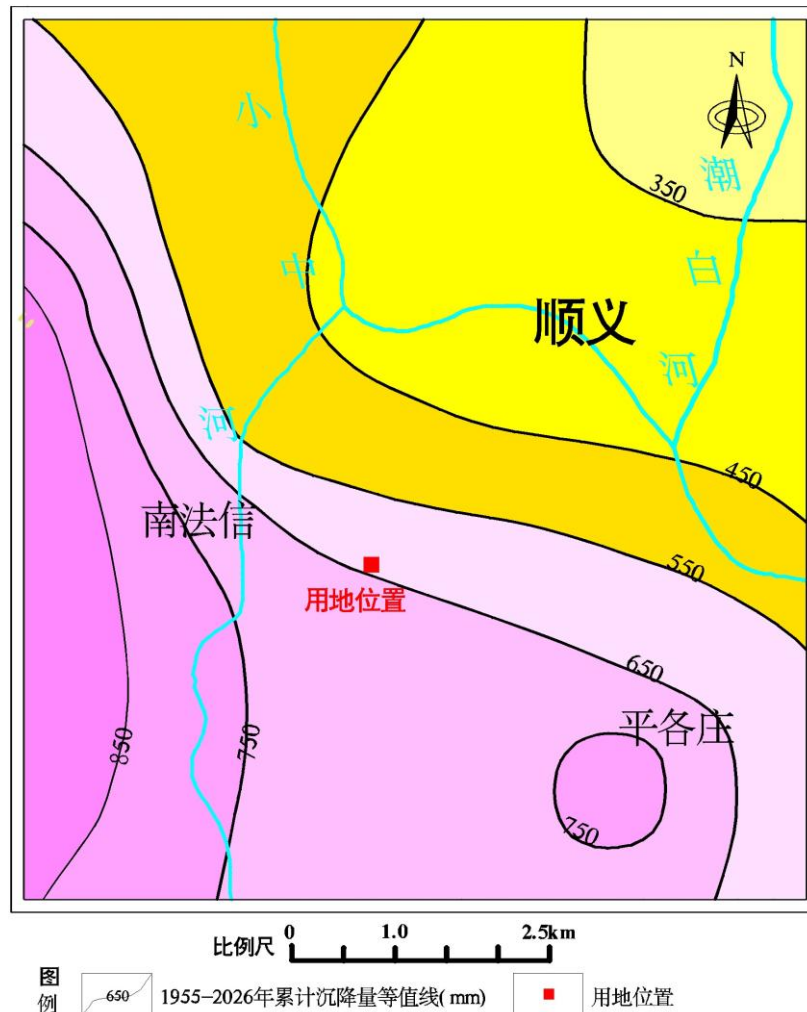 N
小
潮
350
中
白
顺义
河
河
450
南法信
550
用地位置
650
平各庄
850
750
750
比例尺 0 1.0 2.5km
图例
650 1955-2026年累计沉降量等值线( mm) 用地位置